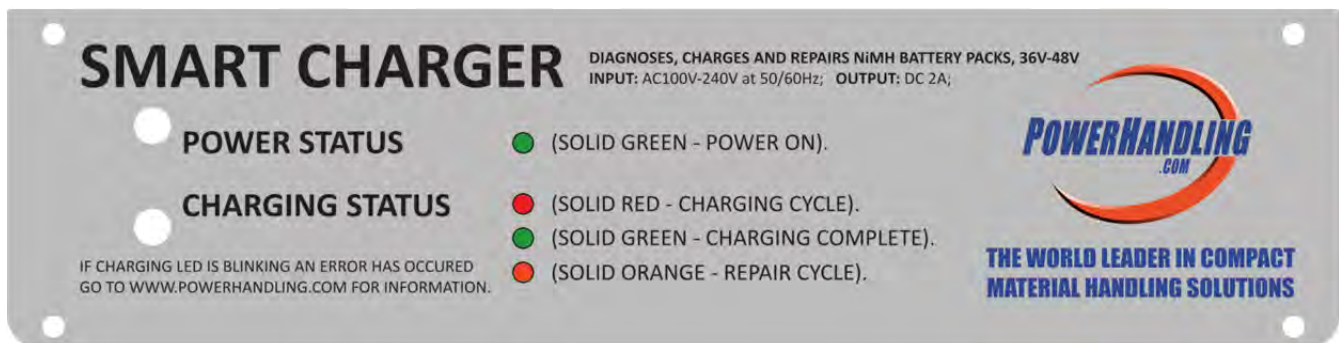 SMART CHARGER
DIAGNOSES, CHARGES AND REPAIRS NiMH BATTERY PACKS, 36V-48V
INPUT: AC100V-240V at 50/60Hz; OUTPUT: DC 2A;
POWER STATUS
(SOLID GREEN - POWER ON).
CHARGING STATUS
(SOLID RED - CHARGING CYCLE).
(SOLID GREEN - CHARGING COMPLETE).
(SOLID ORANGE - REPAIR CYCLE).
IF CHARGING LED IS BLINKING AN ERROR HAS OCCURED
GO TO WWW.POWERHANDLING.COM FOR INFORMATION.
POWERHANDLING
.COM
THE WORLD LEADER IN COMPACT
MATERIAL HANDLING SOLUTIONS